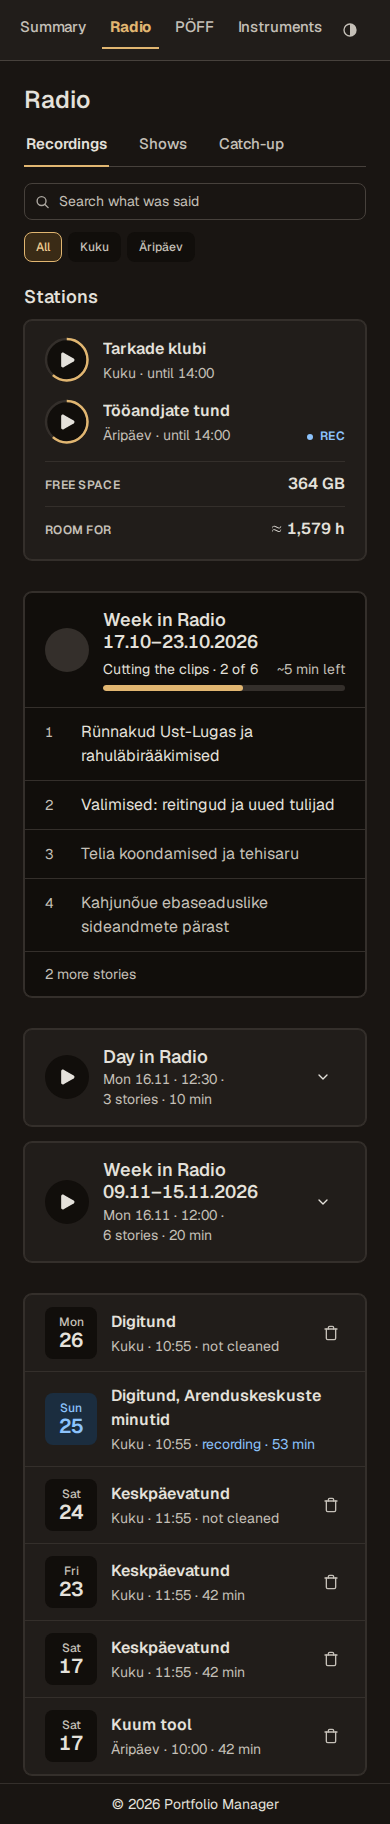 Summary Radio PÖFF Instruments
Radio
Recordings Shows Catch-up
Search what was said
All Kuku Äripäev
Stations
Tarkade klubi
Kuku · until 14:00
Tööandjate tund
Äripäev · until 14:00 REC
FREE SPACE 364 GB
ROOM FOR ≈ 1,579 h
Week in Radio
17.10–23.10.2026
Cutting the clips · 2 of 6 ~5 min left
1 Rünnakud Ust-Lugas ja
rahuläbirääkimised
2 Valimised: reitingud ja uued tulijad
3 Telia koondamised ja tehisaru
4 Kahjunõue ebaseaduslike
sideandmete pärast
2 more stories
Day in Radio
Mon 16.11 · 12:30 ·
3 stories · 10 min
Week in Radio
09.11–15.11.2026
Mon 16.11 · 12:00 ·
6 stories · 20 min
Mon
26
Digitund
Kuku · 10:55 · not cleaned
Sun
25
Digitund, Arenduskeskuste
minutid
Kuku · 10:55 · recording · 53 min
Sat
24
Keskpäevatund
Kuku · 11:55 · not cleaned
Fri
23
Keskpäevatund
Kuku · 11:55 · 42 min
Sat
17
Keskpäevatund
Kuku · 11:55 · 42 min
Sat
17
Kuum tool
Äripäev · 10:00 · 42 min
© 2026 Portfolio Manager